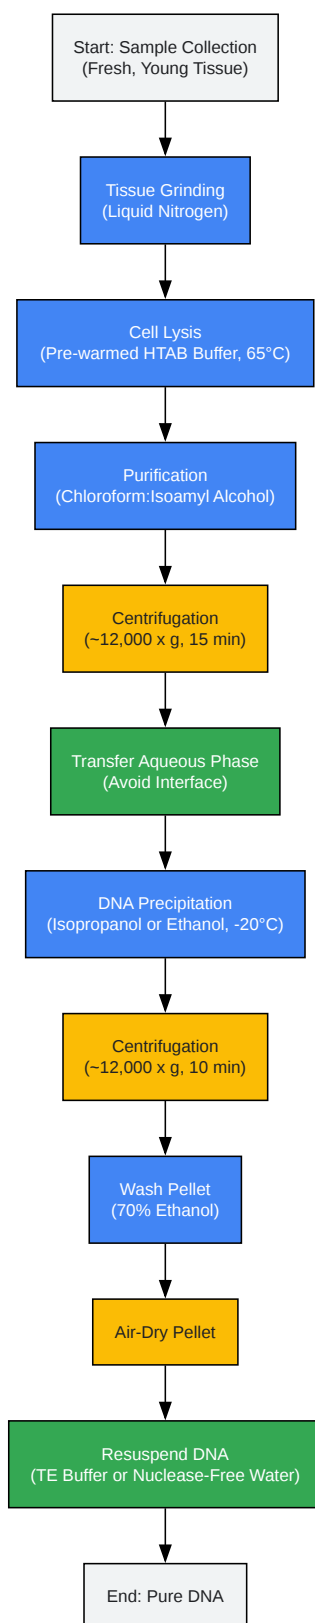 Start: Sample Collection
(Fresh, Young Tissue)
Tissue Grinding
(Liquid Nitrogen)
Cell Lysis
(Pre-warmed HTAB Buffer, 65°C)
Purification
(Chloroform:Isoamyl Alcohol)
Centrifugation
(~12,000 x g, 15 min)
Transfer Aqueous Phase
(Avoid Interface)
DNA Precipitation
(Isopropanol or Ethanol, -20°C)
Centrifugation
(~12,000 x g, 10 min)
Wash Pellet
(70% Ethanol)
Air-Dry Pellet
Resuspend DNA
(TE Buffer or Nuclease-Free Water)
End: Pure DNA